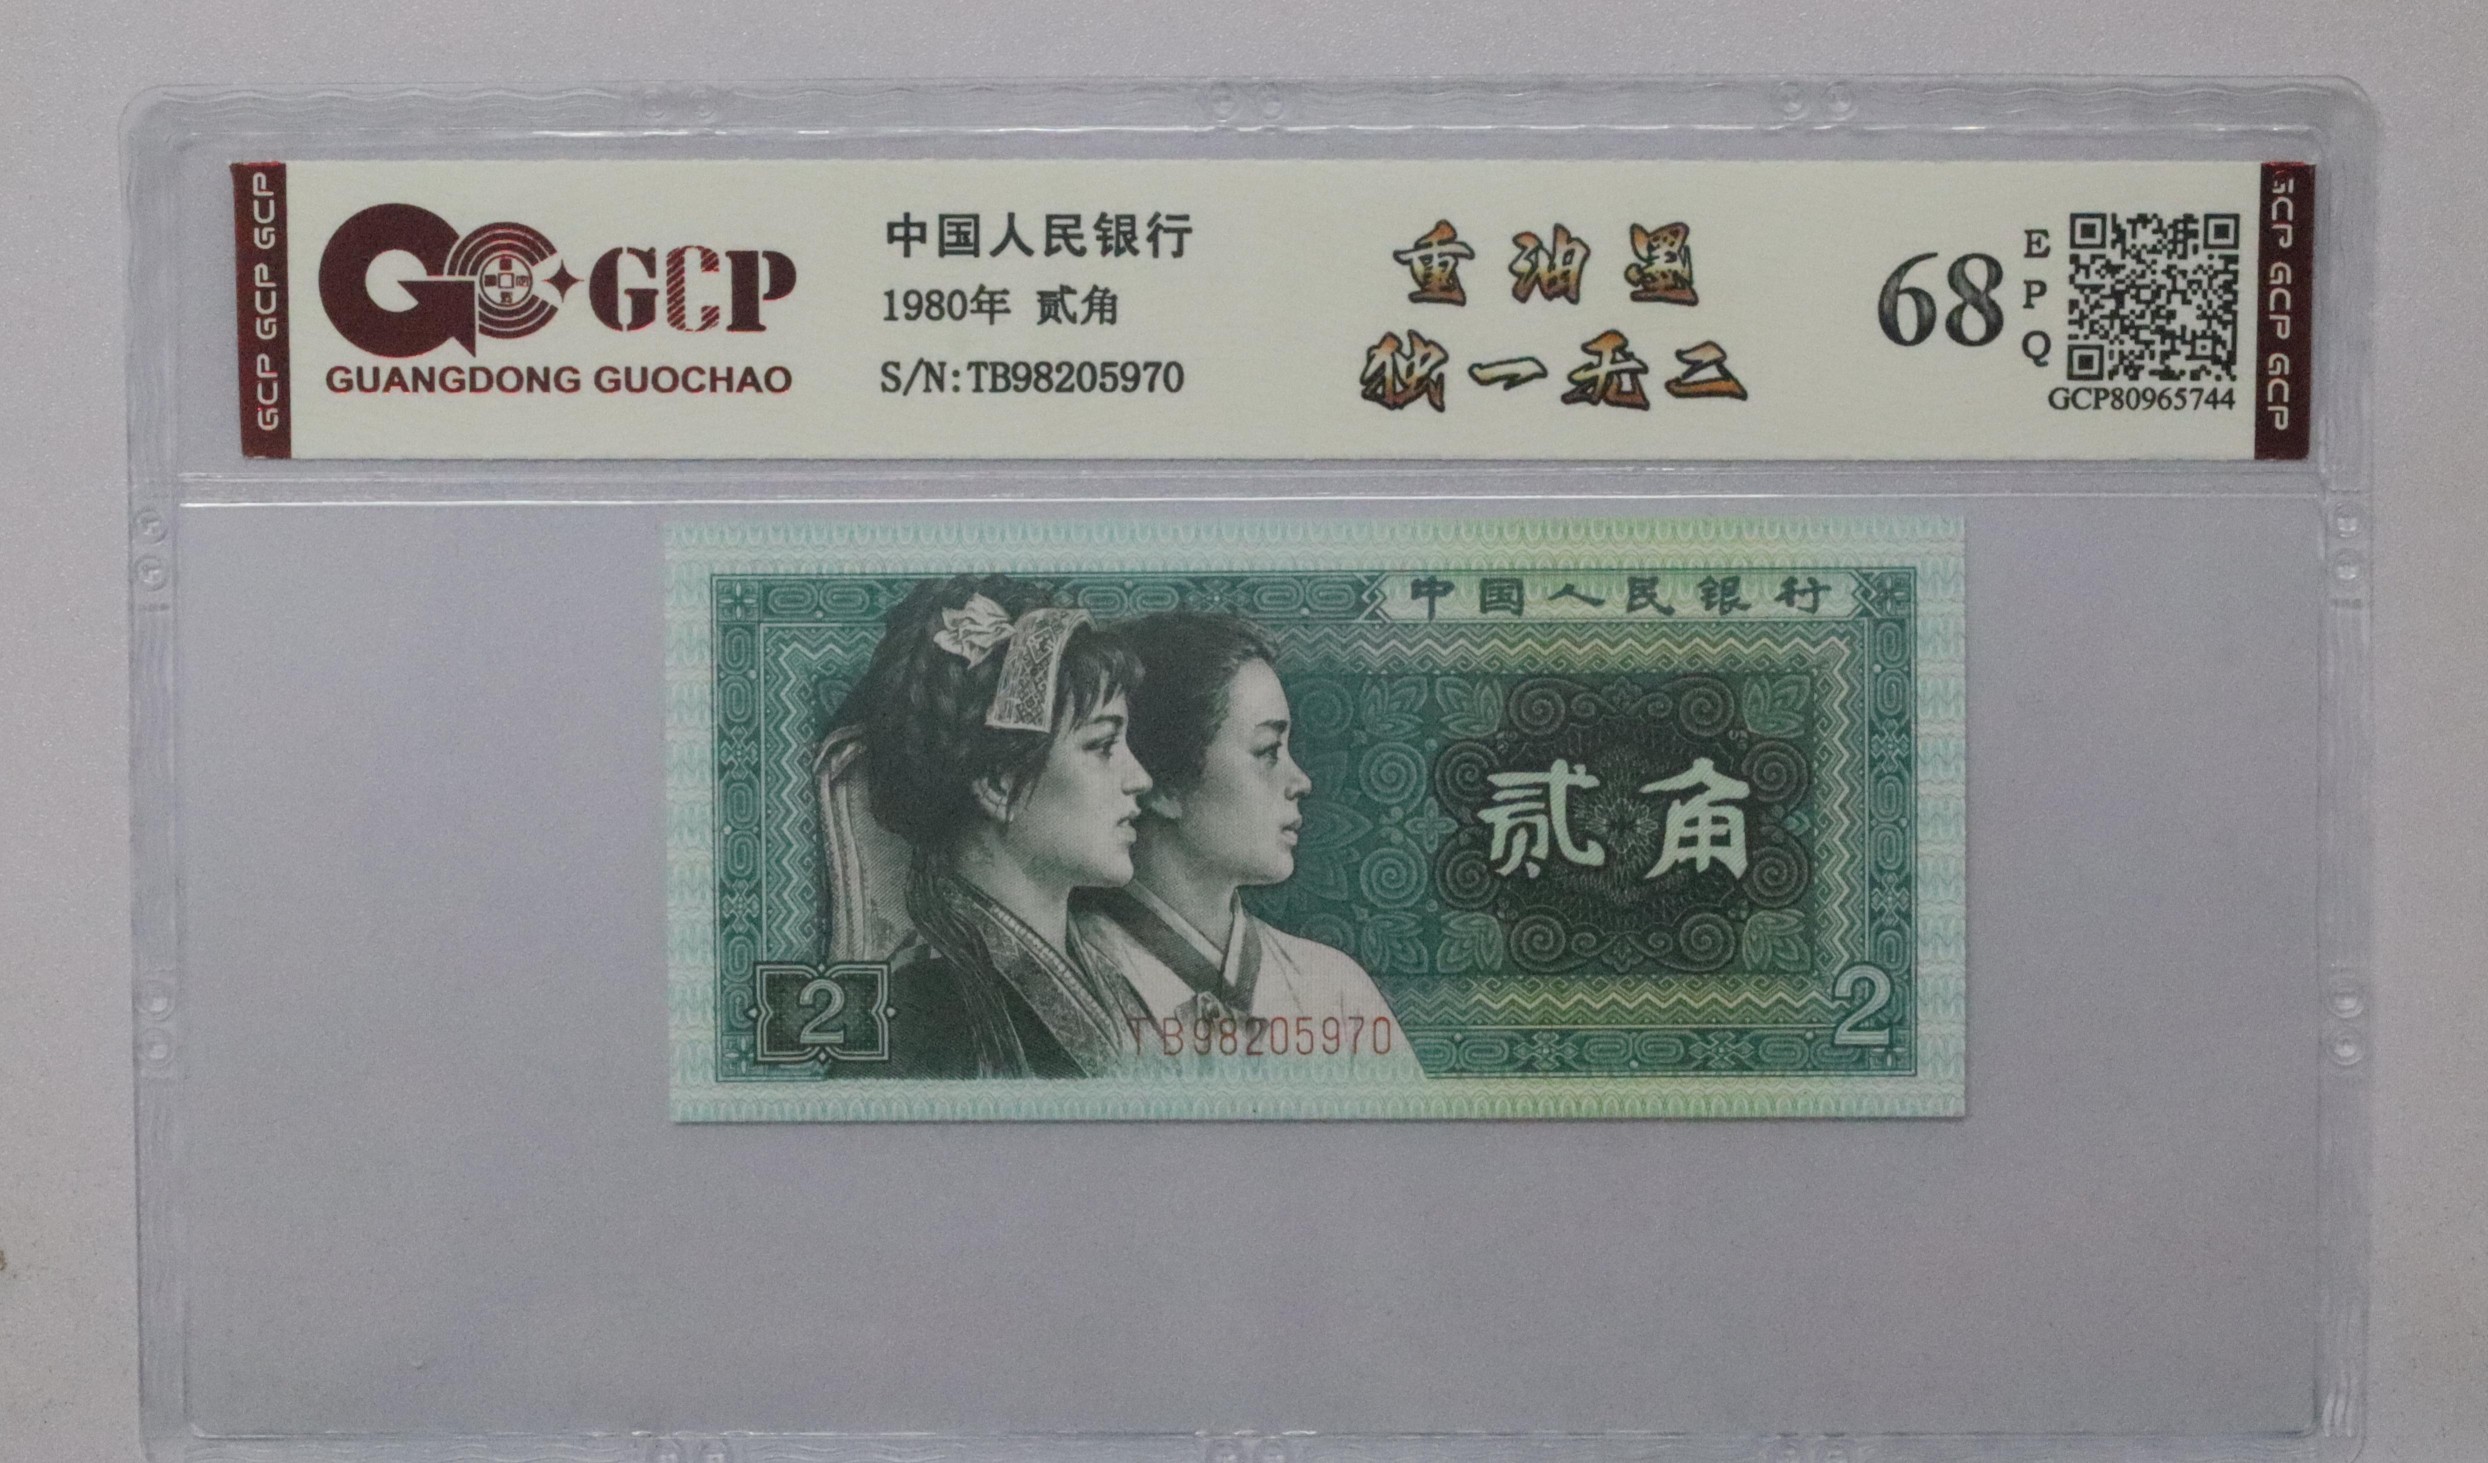 GCP GCP GCP
GCP
GUANGDONG GUOCHAO
中国人民银行
1980年 贰角
S/N:TB98205970
重油墨
独一无二
68
E
P
Q
GCP80965744
GCP GCP GCP
中国人民银行
贰角
2
2
TB98205970